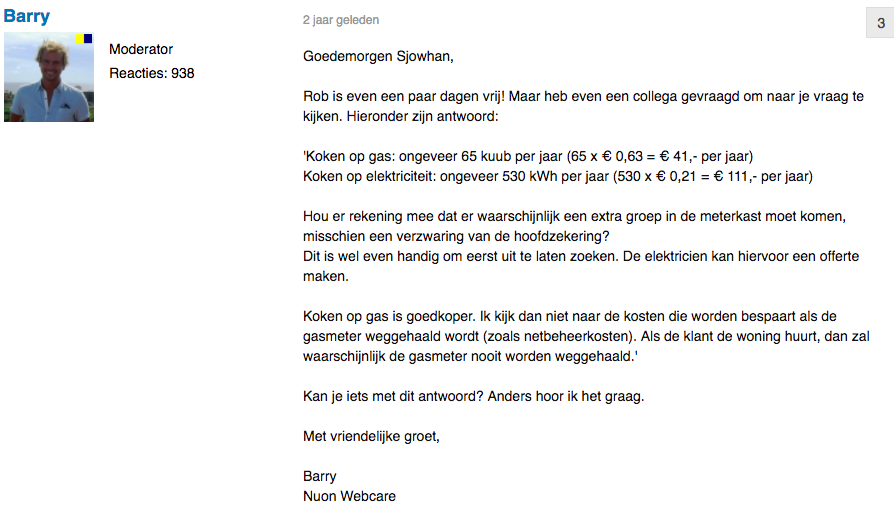 Barry
2 jaar geleden
3
Moderator
Reacties: 938
Goedemorgen Sjowhan,
Rob is even een paar dagen vrij! Maar heb even een collega gevraagd om naar je vraag te
kijken. Hieronder zijn antwoord:
'Koken op gas: ongeveer 65 kuub per jaar (65 x € 0,63 = € 41,- per jaar)
Koken op elektriciteit: ongeveer 530 kWh per jaar (530 x € 0,21 = € 111,- per jaar)
Hou er rekening mee dat er waarschijnlijk een extra groep in de meterkast moet komen,
misschien een verzwaring van de hoofdzekering?
Dit is wel even handig om eerst uit te laten zoeken. De elektricien kan hiervoor een offerte
maken.
Koken op gas is goedkoper. Ik kijk dan niet naar de kosten die worden bespaart als de
gasmeter weggehaald wordt (zoals netbeheerkosten). Als de klant de woning huurt, dan zal
waarschijnlijk de gasmeter nooit worden weggehaald.'
Kan je iets met dit antwoord? Anders hoor ik het graag.
Met vriendelijke groet,
Barry
Nuon Webcare